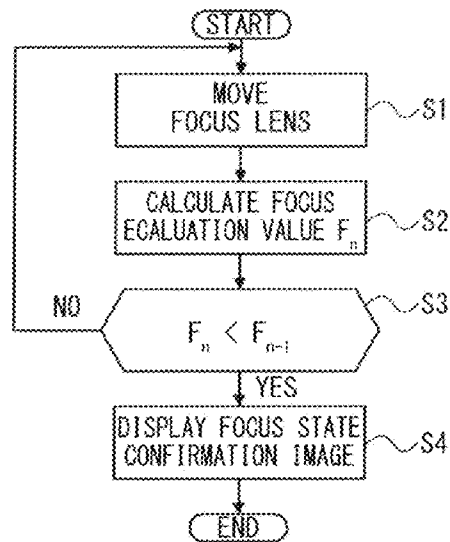 START
MOVE
FOCUS LENS
S1
CALCULATE FOCUS
ECALUATION VALUE Fn
S2
NO
Fn < Fn-1
S3
YES
DISPLAY FOCUS STATE
CONFIRMATION IMAGE
S4
END